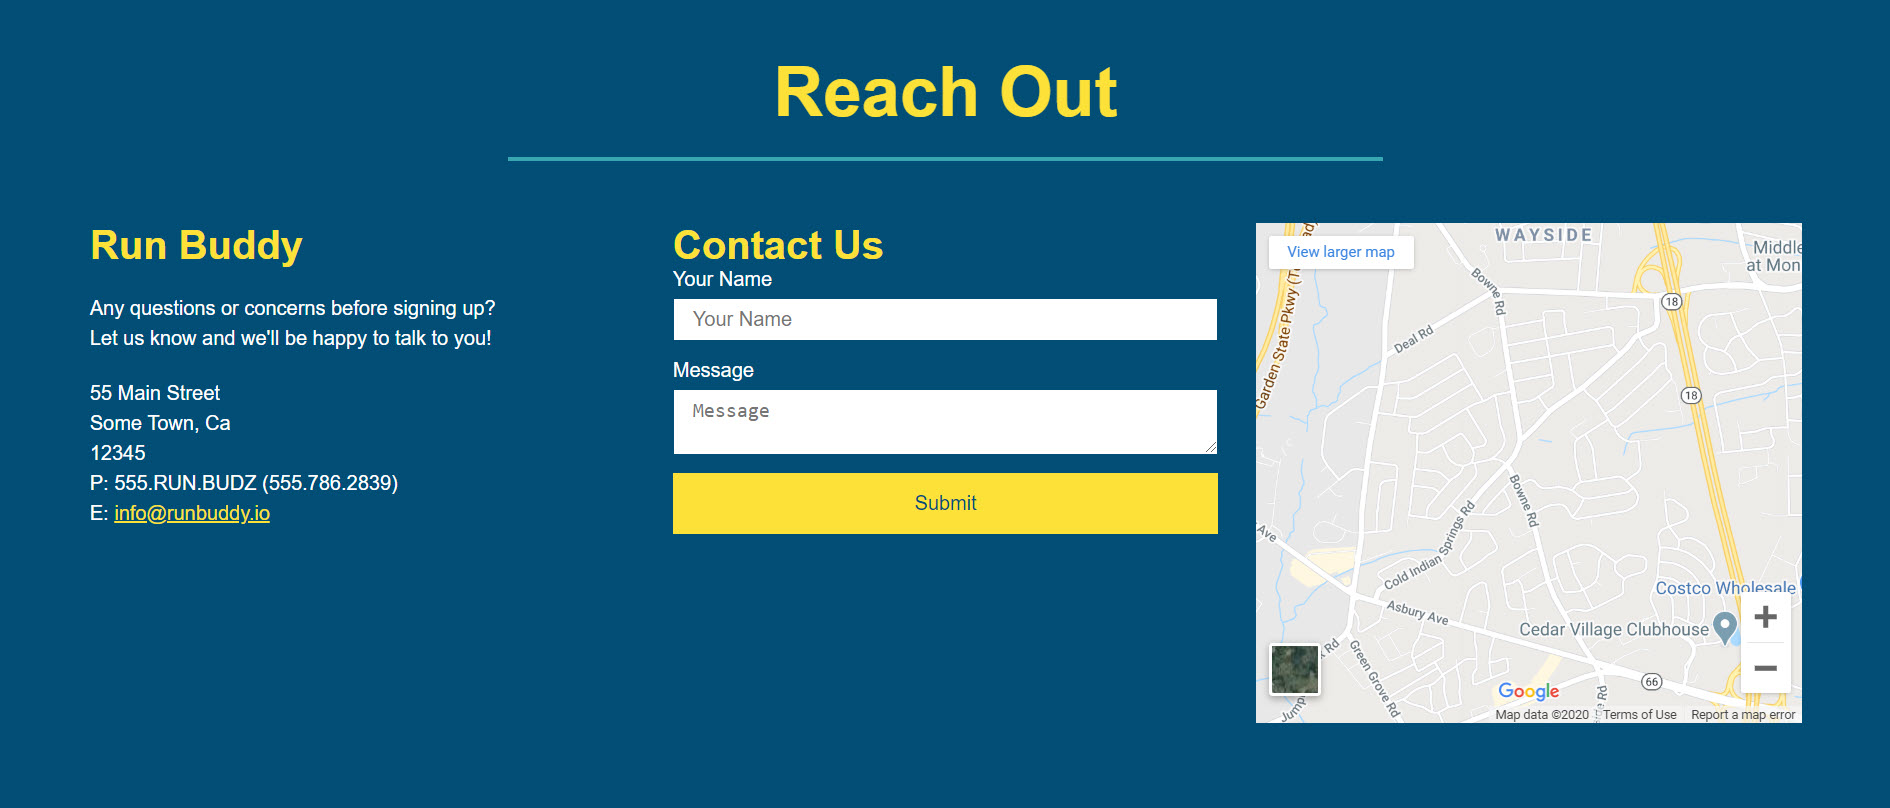 Reach Out
Run Buddy
Any questions or concerns before signing up?
Let us know and we'll be happy to talk to you!
55 Main Street
Some Town, Ca
12345
P: 555.RUN.BUDZ (555.786.2839)
E: info@runbuddy.io
Contact Us
Your Name
Your Name
Message
Message
Submit
View larger map
WAYSIDE
Middle
at Mon
Bowne Rd
18
Deal Rd
Garden State Pkwy
18
Bowne Rd
Cold Indian Springs Rd
Ave
Costco Wholesale
Asbury Ave
Cedar Village Clubhouse
Green Grove Rd
66
Google
Map data ©2020
Terms of Use
Report a map error